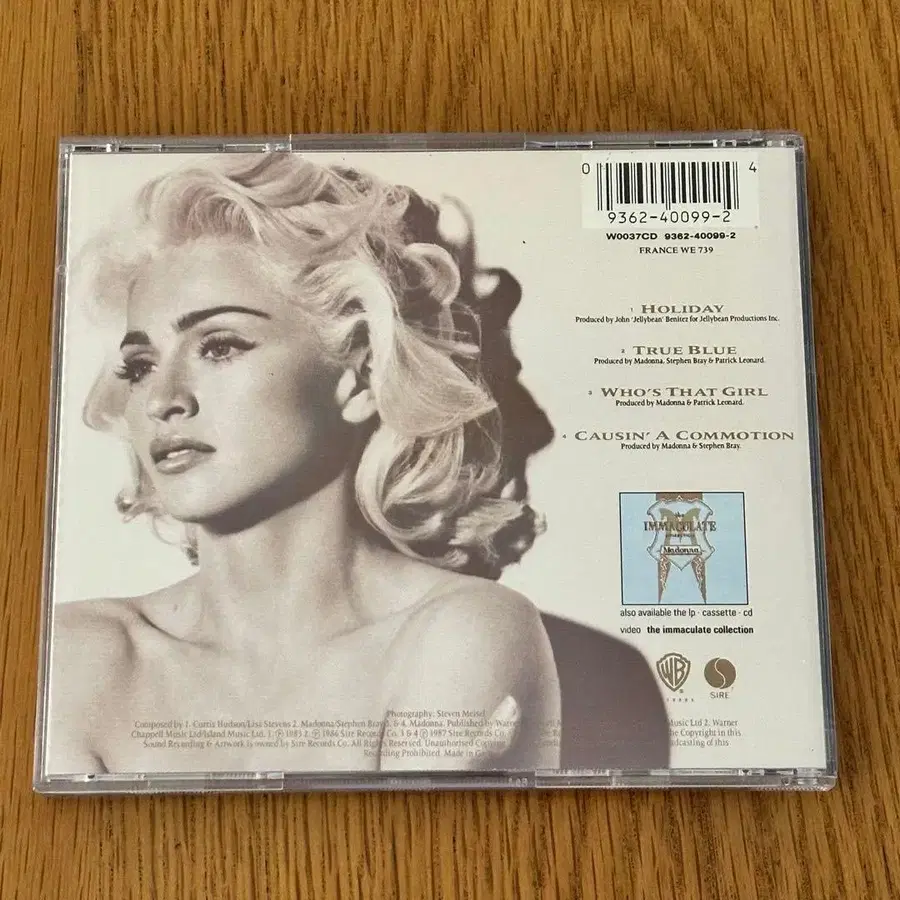 0 4
9362-40099-2
W0037CD 9362-40099-2
FRANCE WE 739
1 HOLIDAY
Produced by John 'Jellybean' Benitez for Jellybean Productions Inc.
2 TRUE BLUE
Produced by Madonna, Stephen Bray & Patrick Leonard.
3 WHO'S THAT GIRL
Produced by Madonna & Patrick Leonard.
4 CAUSIN' A COMMOTION
Produced by Madonna & Stephen Bray.
the
IMMACULATE
Madonna
also available the lp · cassette · cd
video the immaculate collection
WB
SIRE
Photography: Steven Meisel
Composed by 1. Curtis Hudson/Lisa Stevens 2. Madonna/Stephen Bray 3. & 4. Madonna. Published by Warner Music Ltd 2. Warner
Chappell Music Ltd/Island Music Ltd. 1. ℗ 1983 2. ℗ 1986 Sire Records Co. 3 & 4 ℗ 1987 Sire Records Co. the Copyright in this
Sound Recording & Artwork is owned by Sire Records Co. All Rights Reserved. Unauthorised of this
Recording Prohibited. Made in